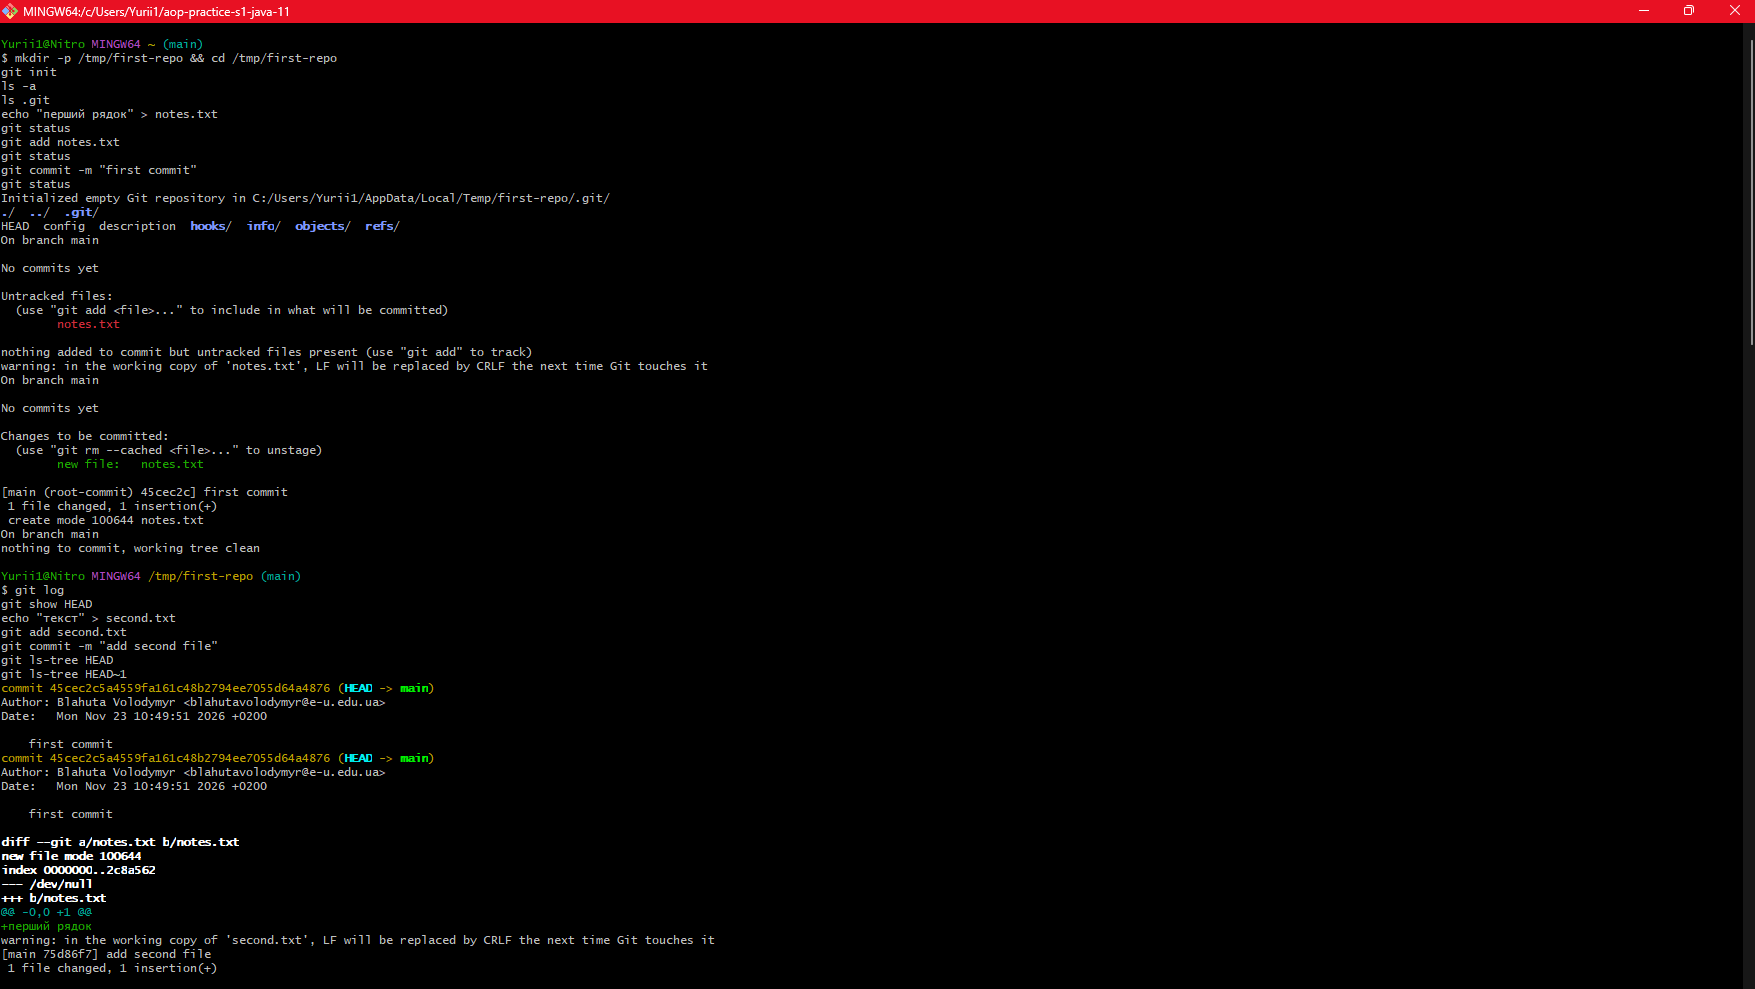 MINGW64:/c/Users/Yurii1/aop-practice-s1-java-11
Yurii1@Nitro MINGW64 ~ (main)
$ mkdir -p /tmp/first-repo && cd /tmp/first-repo
git init
ls -a
ls .git
echo "перший рядок" > notes.txt
git status
git add notes.txt
git status
git commit -m "first commit"
git status
Initialized empty Git repository in C:/Users/Yurii1/AppData/Local/Temp/first-repo/.git/
./  ../  .git/
HEAD  config  description  hooks/  info/  objects/  refs/
On branch main
No commits yet
Untracked files:
  (use "git add <file>..." to include in what will be committed)
        notes.txt
nothing added to commit but untracked files present (use "git add" to track)
warning: in the working copy of 'notes.txt', LF will be replaced by CRLF the next time Git touches it
On branch main
No commits yet
Changes to be committed:
  (use "git rm --cached <file>..." to unstage)
        new file:   notes.txt
[main (root-commit) 45cec2c] first commit
 1 file changed, 1 insertion(+)
 create mode 100644 notes.txt
On branch main
nothing to commit, working tree clean
Yurii1@Nitro MINGW64 /tmp/first-repo (main)
$ git log
git show HEAD
echo "текст" > second.txt
git add second.txt
git commit -m "add second file"
git ls-tree HEAD
git ls-tree HEAD~1
commit 45cec2c5a4559fa161c48b2794ee7055d64a4876 (HEAD -> main)
Author: Blahuta Volodymyr <blahutavolodymyr@e-u.edu.ua>
Date:   Mon Nov 23 10:49:51 2026 +0200
    first commit
commit 45cec2c5a4559fa161c48b2794ee7055d64a4876 (HEAD -> main)
Author: Blahuta Volodymyr <blahutavolodymyr@e-u.edu.ua>
Date:   Mon Nov 23 10:49:51 2026 +0200
    first commit
diff --git a/notes.txt b/notes.txt
new file mode 100644
index 0000000..2c8a562
--- /dev/null
+++ b/notes.txt
@@ -0,0 +1 @@
+перший рядок
warning: in the working copy of 'second.txt', LF will be replaced by CRLF the next time Git touches it
[main 75d86f7] add second file
 1 file changed, 1 insertion(+)